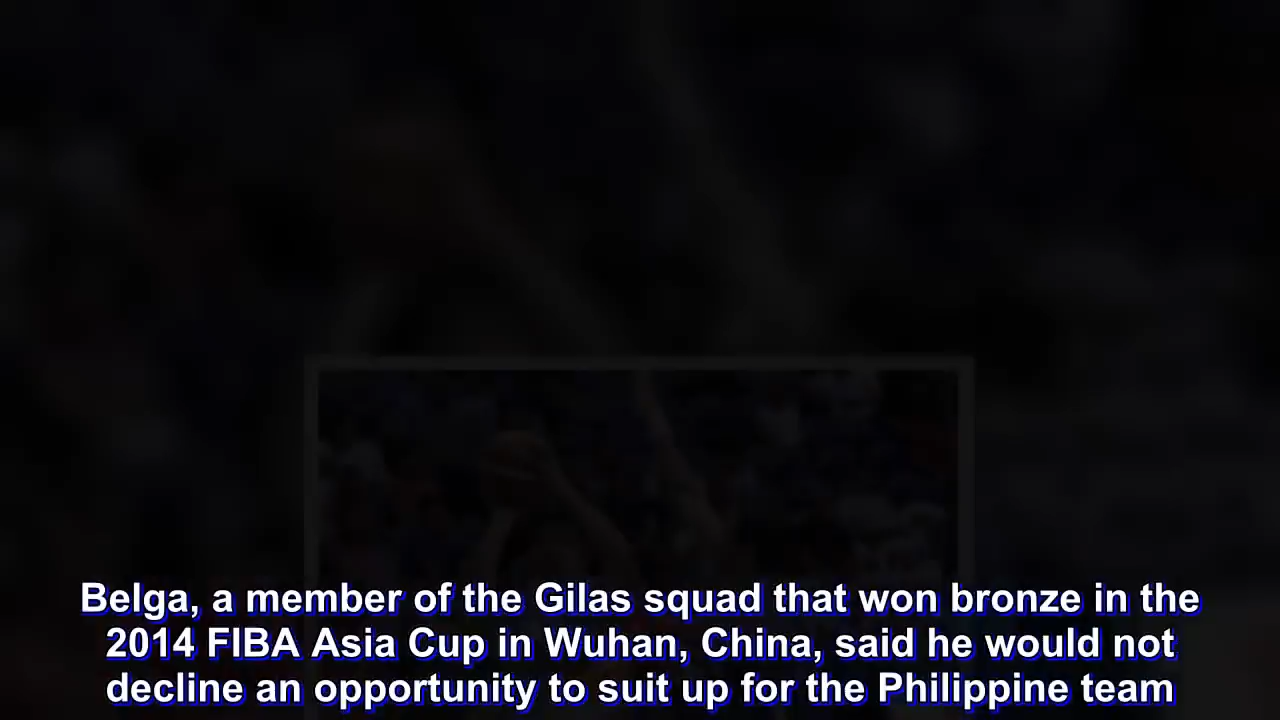 Belga, a member of the Gilas squad that won bronze in the
2014 FIBA Asia Cup in Wuhan, China, said he would not
decline an opportunity to suit up for the Philippine team